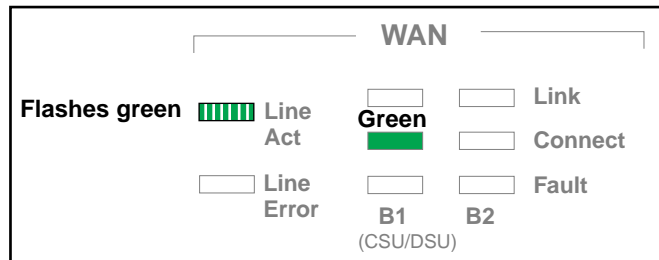 WAN
Flashes green
Line
Act
Green
Link
Connect
Line
Error
Fault
B1
B2
(CSU/DSU)